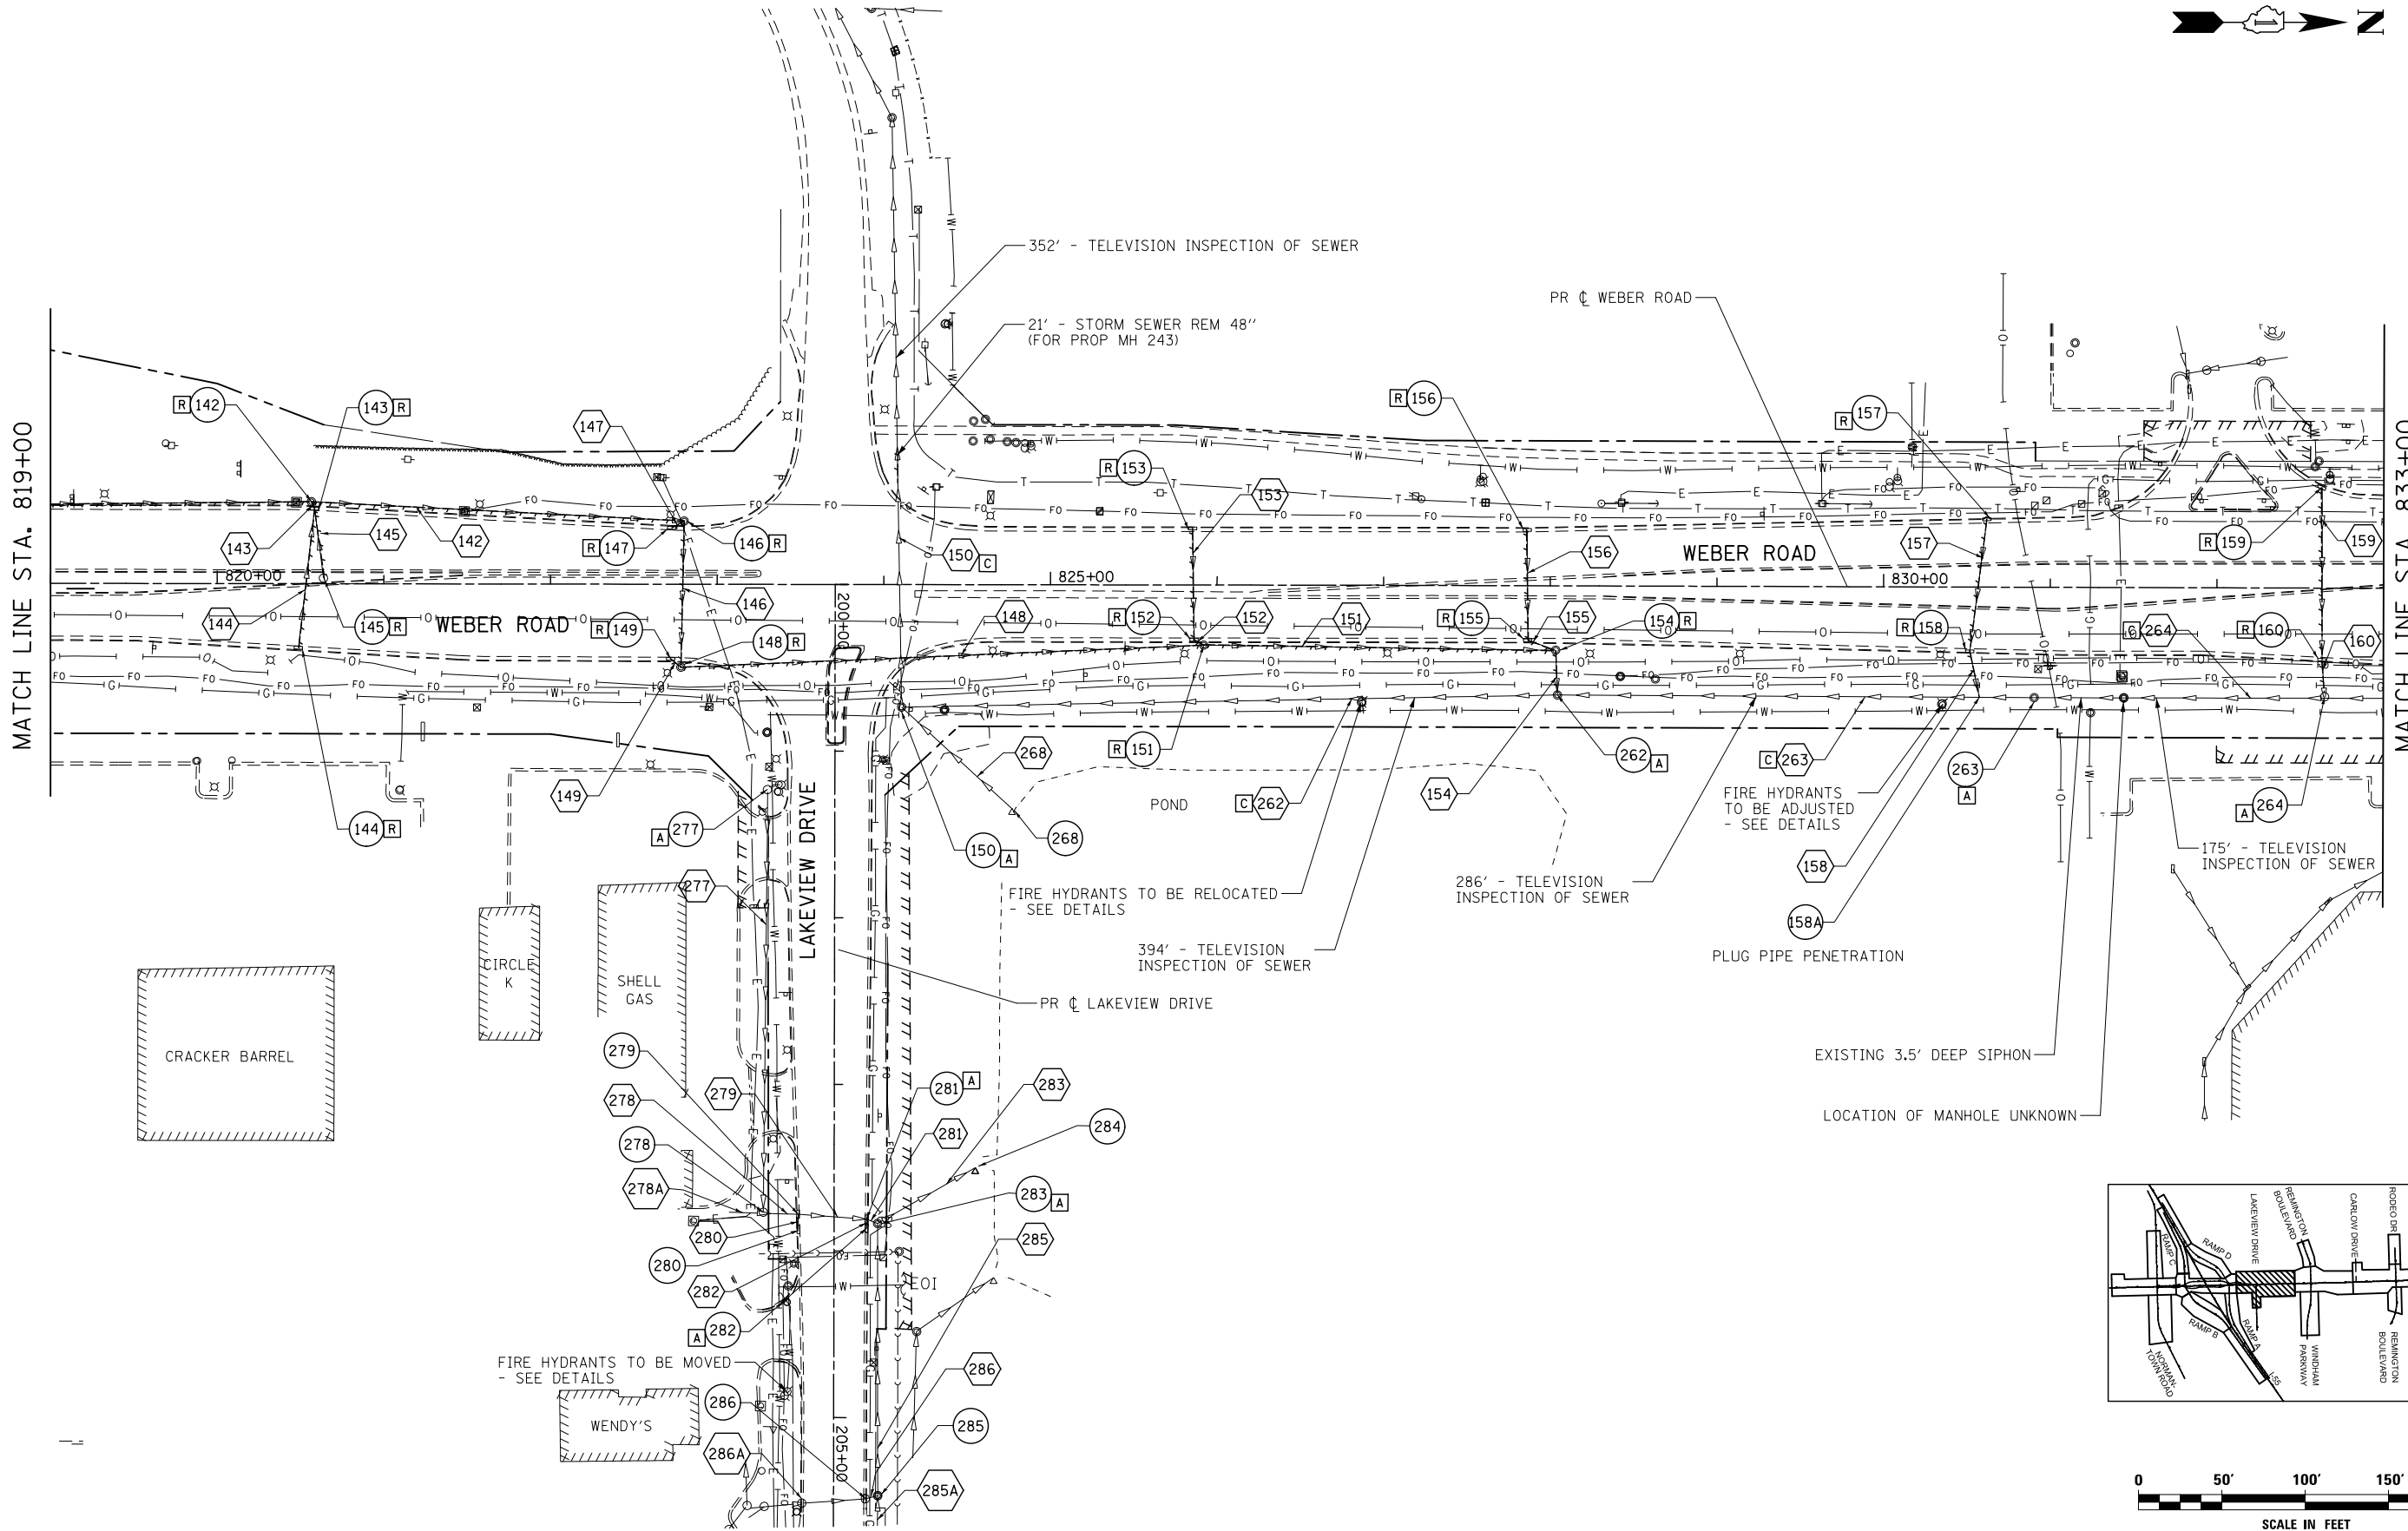 N
352' - TELEVISION INSPECTION OF SEWER
21' - STORM SEWER REM 48''
(FOR PROP MH 243)
PR ℄ WEBER ROAD
MATCH LINE STA. 819+00
MATCH LINE STA. 833+00
R 142
143 R
147
R 156
R 157
R 153
153
143
145
142
R 147
146 R
150 C
156
WEBER ROAD
157
R 159
159
820+00
825+00
830+00
144
145 R
WEBER ROAD
146
R 149
148 R
200+00
148
R 152
152
151
R 155
155
154 R
R 158
C 264
R 160
160
149
144 R
A 277
268
R 151
POND
C 262
154
262 A
C 263
263
A
A 264
FIRE HYDRANTS
TO BE ADJUSTED
- SEE DETAILS
150 A
268
175' - TELEVISION
INSPECTION OF SEWER
158
277
LAKEVIEW DRIVE
FIRE HYDRANTS TO BE RELOCATED
- SEE DETAILS
286' - TELEVISION
INSPECTION OF SEWER
158A
PLUG PIPE PENETRATION
394' - TELEVISION
INSPECTION OF SEWER
CIRCLE
K
SHELL
GAS
PR ℄ LAKEVIEW DRIVE
CRACKER BARREL
279
EXISTING 3.5' DEEP SIPHON
278
279
281 A
283
LOCATION OF MANHOLE UNKNOWN
278
281
284
278A
283 A
280
285
280
282
EOI
A 282
FIRE HYDRANTS TO BE MOVED
- SEE DETAILS
286
286
WENDY'S
285
286A
205+00
285A
RAMP C
RAMP D
LAKEVIEW DRIVE
REMINGTON
BOULEVARD
CARLOW DRIVE
RODEO DR
NORMAN-
TOWN ROAD
RAMP B
RAMP A
I-55
WINDHAM
PARKWAY
REMINGTON
BOULEVARD
0 50' 100' 150'
SCALE IN FEET